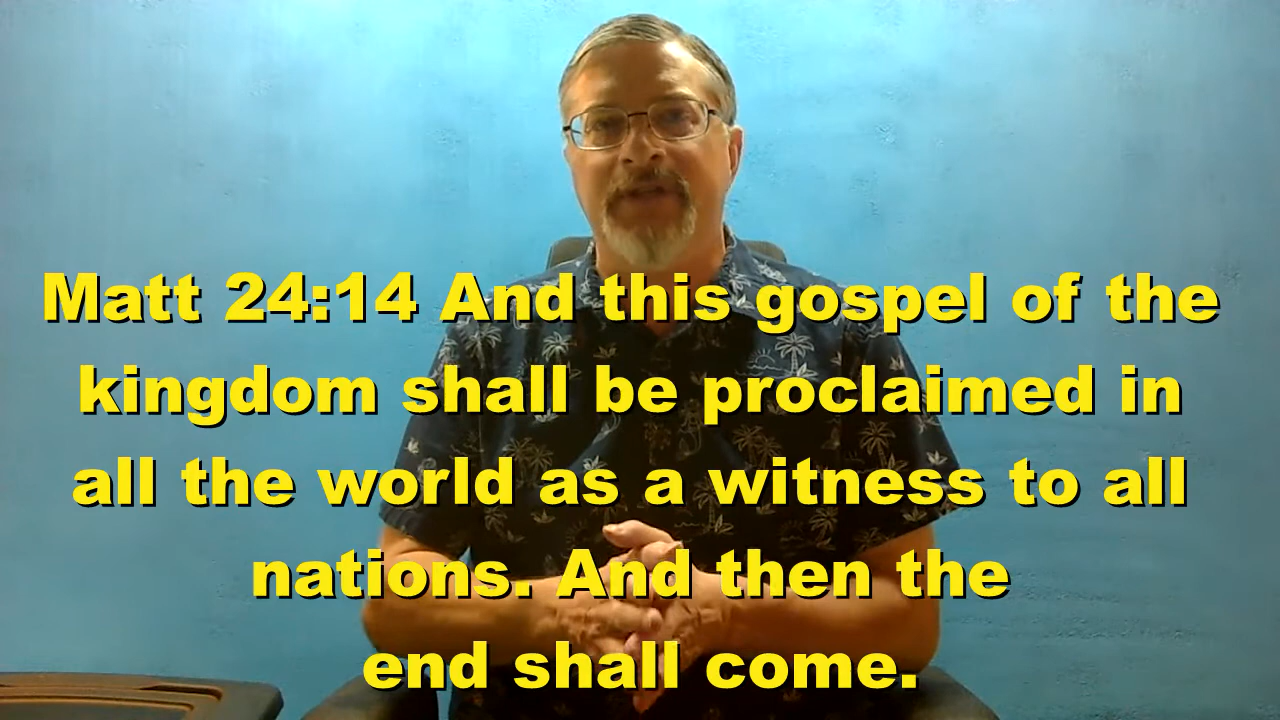 Matt 24:14 And this gospel of the
kingdom shall be proclaimed in
all the world as a witness to all
nations. And then the
end shall come.